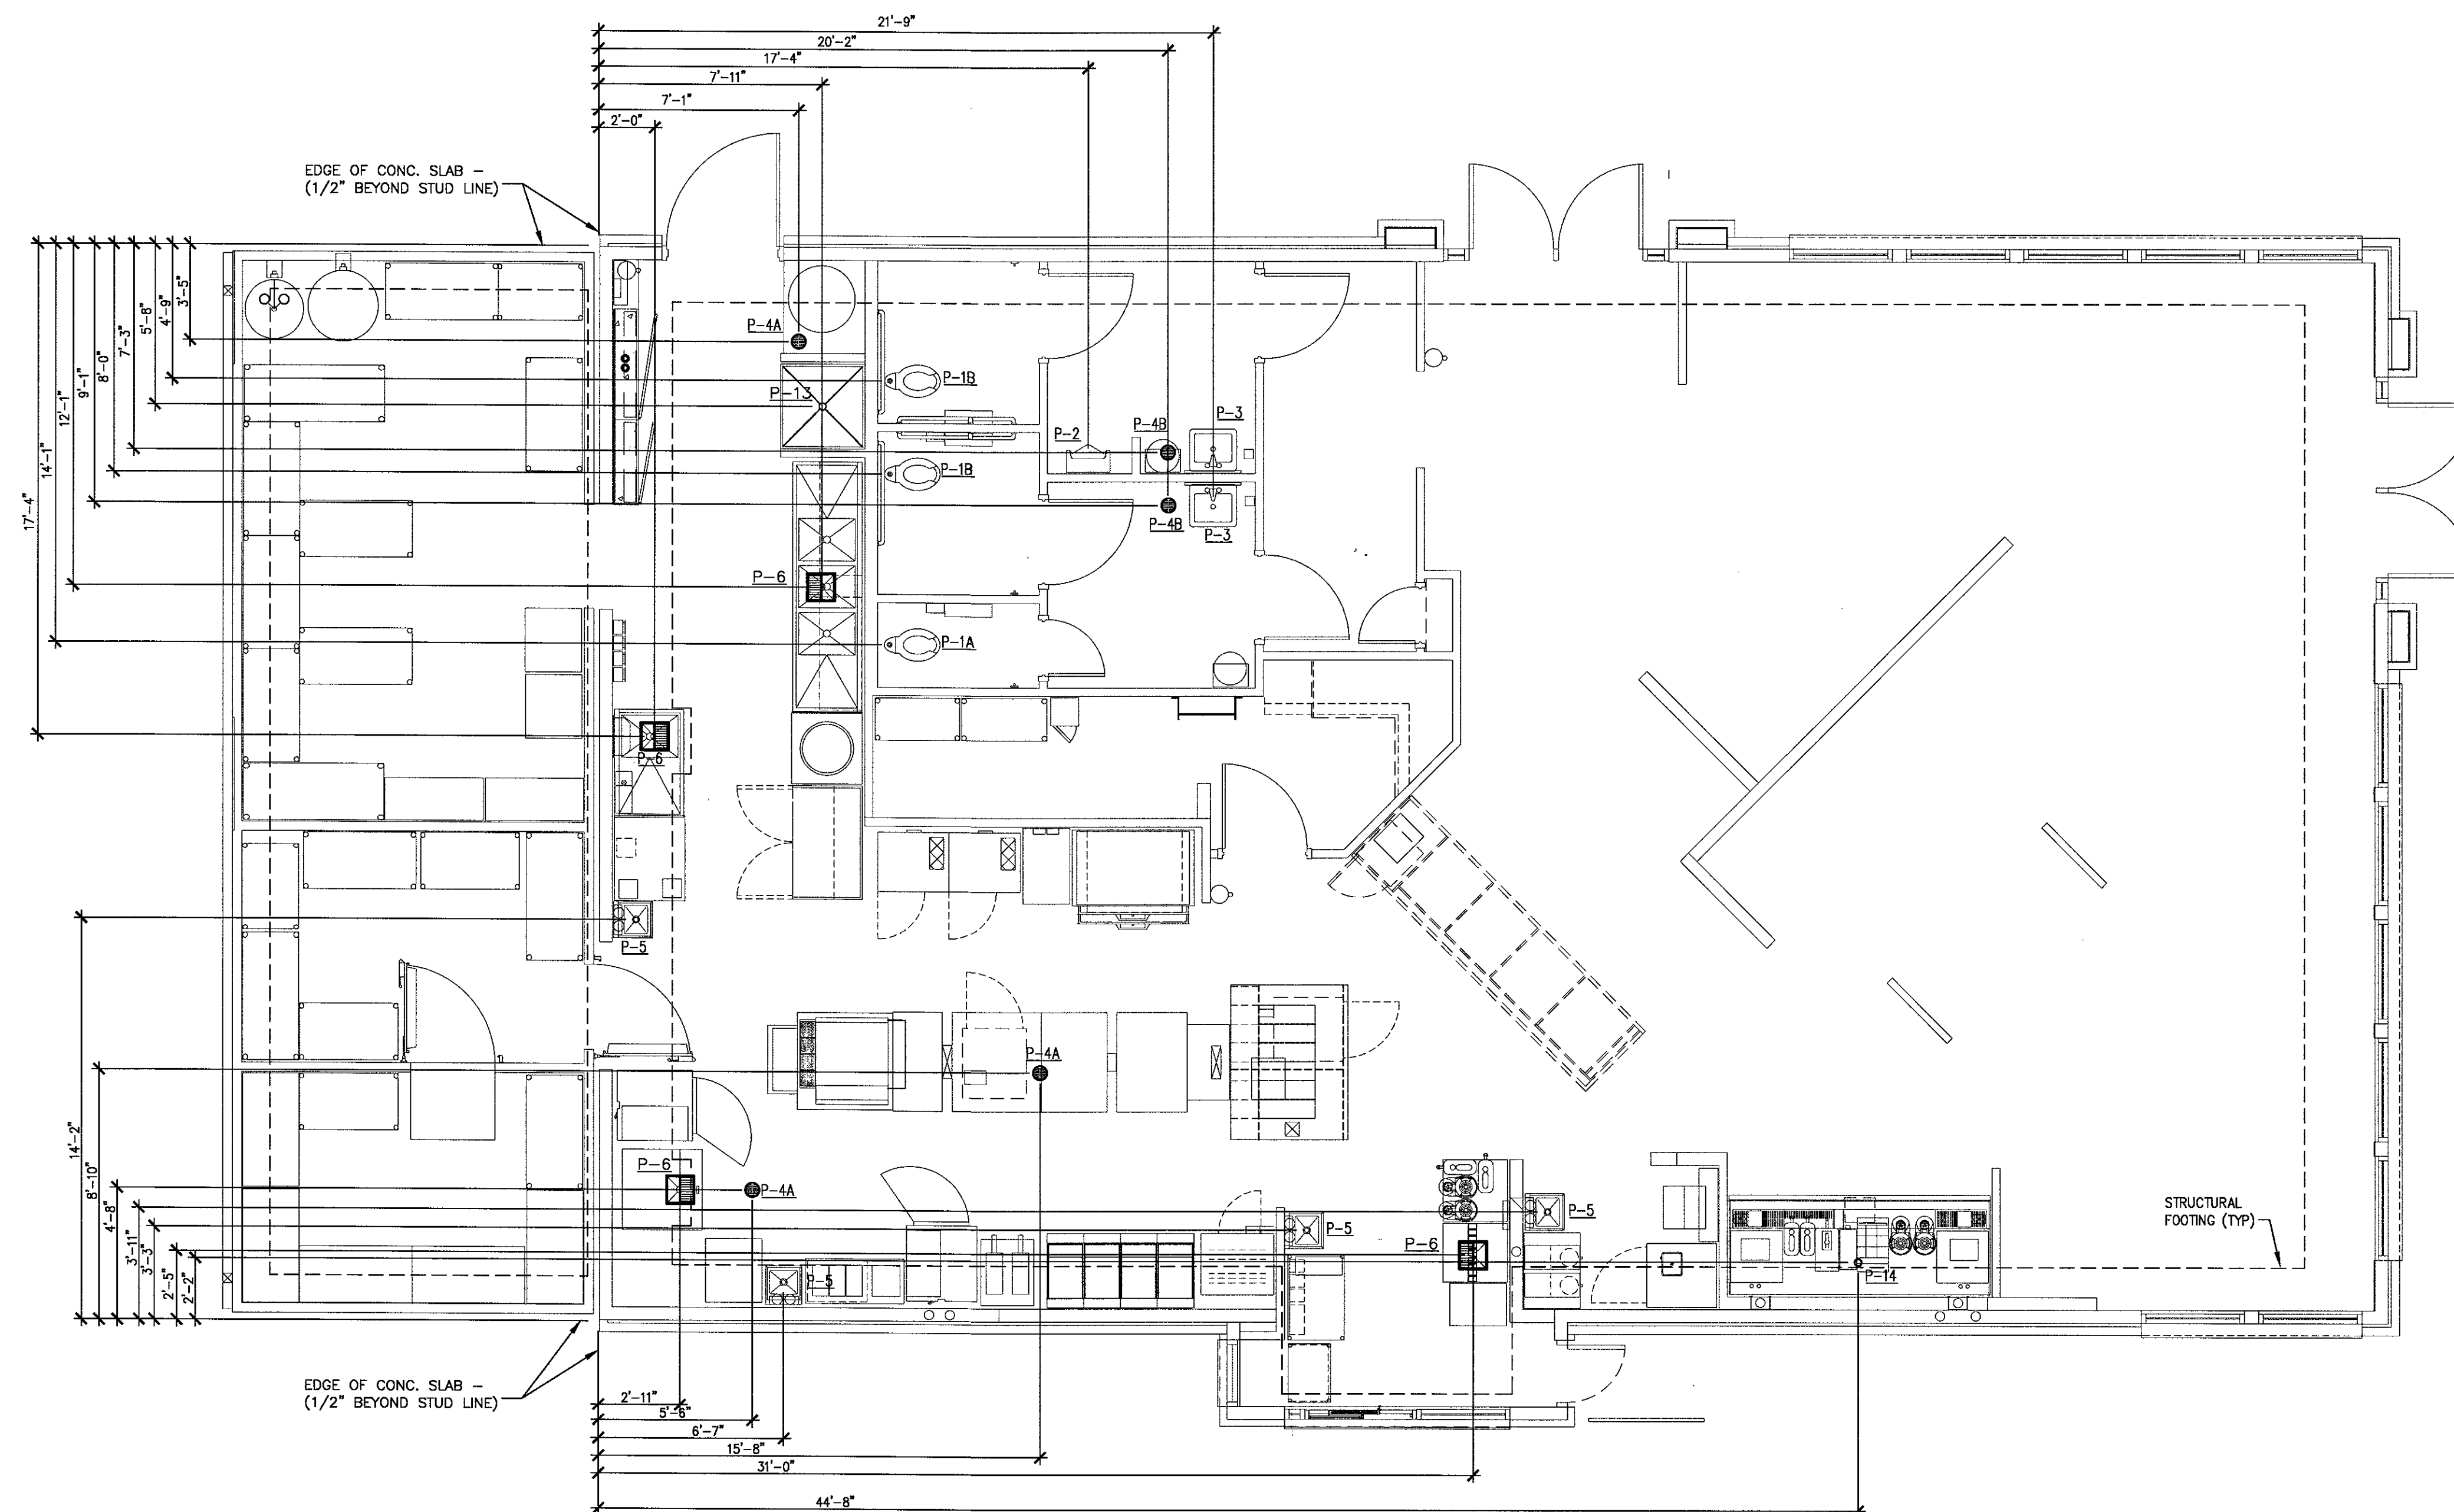 21'-9"
20'-2"
17'-4"
7'-11"
7'-1"
2'-0"
EDGE OF CONC. SLAB –
(1/2" BEYOND STUD LINE)
3'-5"
4'-9"
5'-8"
7'-3"
8'-0"
9'-1"
12'-1"
14'-1"
17'-4"
P-4A
P-1B
P-13
P-3
P-2
P-4B
P-1B
P-4B
P-3
P-6
P-1A
P-6
P-5
P-4A
14'-2"
8'-10"
4'-8"
3'-11"
3'-3"
2'-5"
2'-2"
P-6
P-4A
P-5
P-5
P-6
P-5
P-14
STRUCTURAL
FOOTING (TYP)
EDGE OF CONC. SLAB –
(1/2" BEYOND STUD LINE)
2'-11"
5'-6"
6'-7"
15'-8"
31'-0"
44'-8"